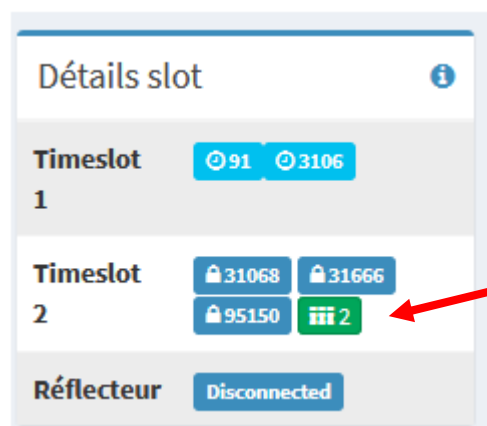 Détails slot
Timeslot 1
91 3106
Timeslot 2
31068 31666
95150 2
Réflecteur Disconnected